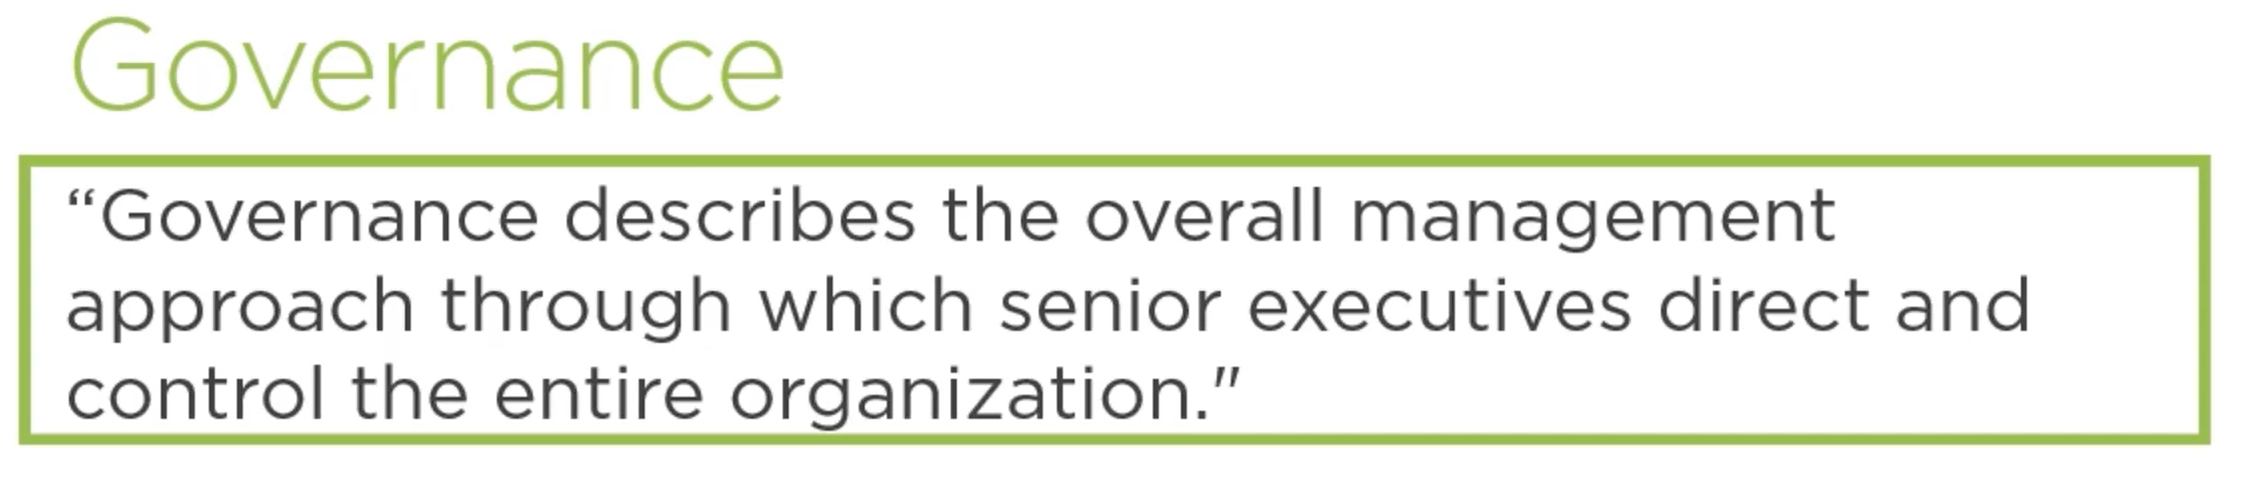 Governance
“Governance describes the overall management
approach through which senior executives direct and
control the entire organization."